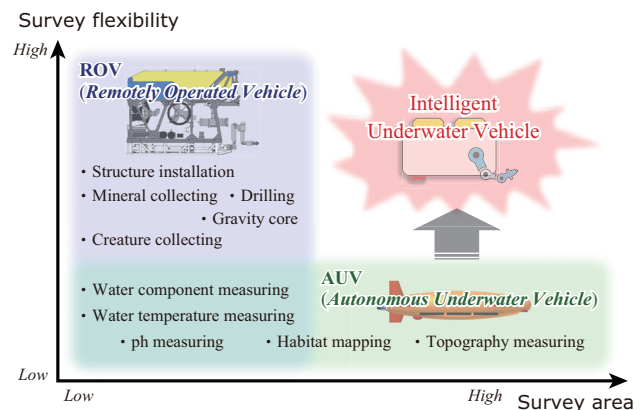 Survey flexibility
High
ROV
(Remotely Operated Vehicle)
Intelligent
Underwater Vehicle
・Structure installation
・Mineral collecting ・Drilling
・Gravity core
・Creature collecting
AUV
(Autonomous Underwater Vehicle)
・Water component measuring
・Water temperature measuring
・ph measuring ・Habitat mapping ・Topography measuring
Low
Low
High
Survey area